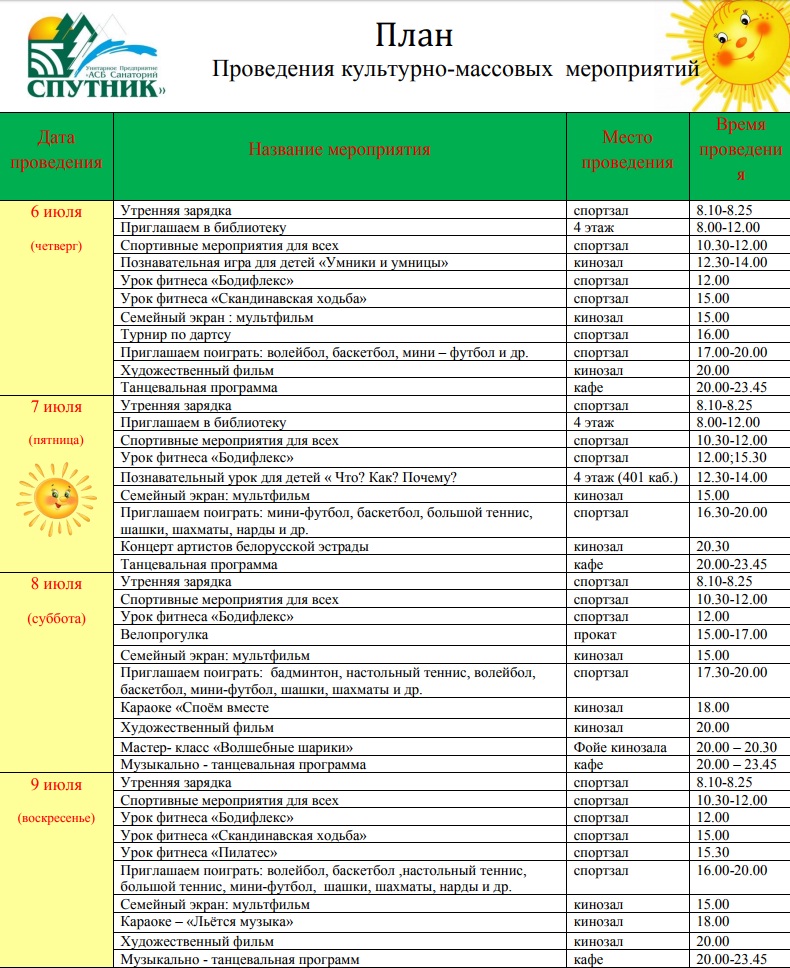 План
Проведения культурно-массовых мероприятий
Унитарное Предприятие
«АСБ Санаторий
СПУТНИК»
Дата проведения Название мероприятия Место проведения Время проведения
6 июля
(четверг)
Утренняя зарядка спортзал 8.10-8.25
Приглашаем в библиотеку 4 этаж 8.00-12.00
Спортивные мероприятия для всех спортзал 10.30-12.00
Познавательная игра для детей «Умники и умницы» кинозал 12.30-14.00
Урок фитнеса «Бодифлекс» спортзал 12.00
Урок фитнеса «Скандинавская ходьба» спортзал 15.00
Семейный экран : мультфильм кинозал 15.00
Турнир по дартсу спортзал 16.00
Приглашаем поиграть: волейбол, баскетбол, мини – футбол и др. спортзал 17.00-20.00
Художественный фильм кинозал 20.00
Танцевальная программа кафе 20.00-23.45
7 июля
(пятница)
Утренняя зарядка спортзал 8.10-8.25
Приглашаем в библиотеку 4 этаж 8.00-12.00
Спортивные мероприятия для всех спортзал 10.30-12.00
Урок фитнеса «Бодифлекс» спортзал 12.00;15.30
Познавательный урок для детей « Что? Как? Почему? 4 этаж (401 каб.) 12.30-14.00
Семейный экран: мультфильм кинозал 15.00
Приглашаем поиграть: мини-футбол, баскетбол, большой теннис, спортзал 16.30-20.00
шашки, шахматы, нарды и др.
Концерт артистов белорусской эстрады кинозал 20.30
Танцевальная программа кафе 20.00-23.45
8 июля
(суббота)
Утренняя зарядка спортзал 8.10-8.25
Спортивные мероприятия для всех спортзал 10.30-12.00
Урок фитнеса «Бодифлекс» спортзал 12.00
Велопрогулка прокат 15.00-17.00
Семейный экран: мультфильм кинозал 15.00
Приглашаем поиграть: бадминтон, настольный теннис, волейбол, спортзал 17.30-20.00
баскетбол, мини-футбол, шашки, шахматы и др.
Караоке «Споём вместе кинозал 18.00
Художественный фильм кинозал 20.00
Мастер- класс «Волшебные шарики» Фойе кинозала 20.00 – 20.30
Музыкально - танцевальная программа кафе 20.00 – 23.45
9 июля
(воскресенье)
Утренняя зарядка спортзал 8.10-8.25
Спортивные мероприятия для всех спортзал 10.30-12.00
Урок фитнеса «Бодифлекс» спортзал 12.00
Урок фитнеса «Скандинавская ходьба» спортзал 15.00
Урок фитнеса «Пилатес» спортзал 15.30
Приглашаем поиграть: волейбол, баскетбол ,настольный теннис, спортзал 16.00-20.00
большой теннис, мини-футбол, шашки, шахматы, нарды и др.
Семейный экран: мультфильм кинозал 15.00
Караоке – «Льётся музыка» кинозал 18.00
Художественный фильм кинозал 20.00
Музыкально - танцевальная программ кафе 20.00-23.45